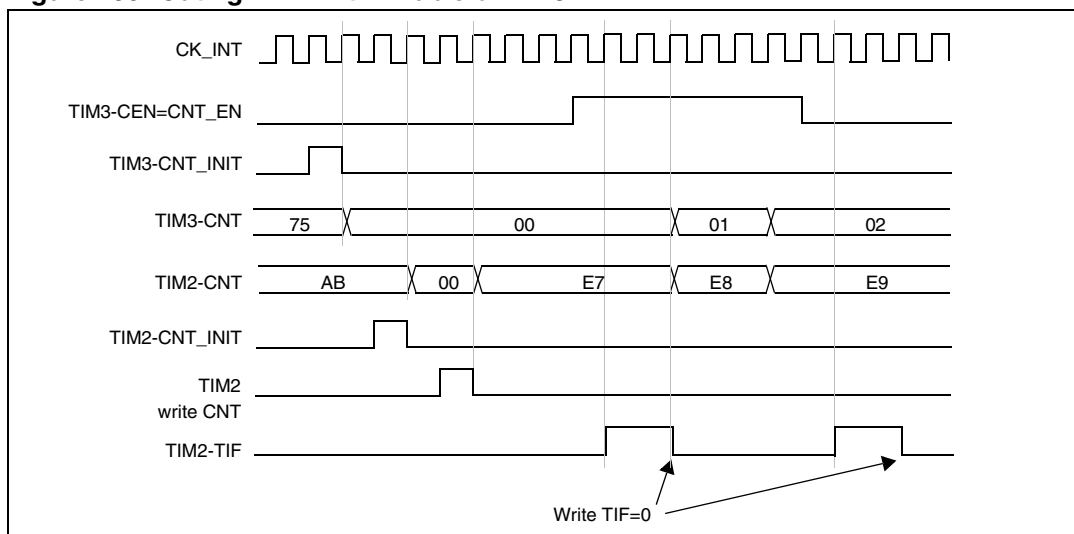 CK_INT
TIM3-CEN=CNT_EN
TIM3-CNT_INIT
TIM3-CNT 75 00 01 02
TIM2-CNT AB 00 E7 E8 E9
TIM2-CNT_INIT
TIM2
write CNT
TIM2-TIF
Write TIF=0